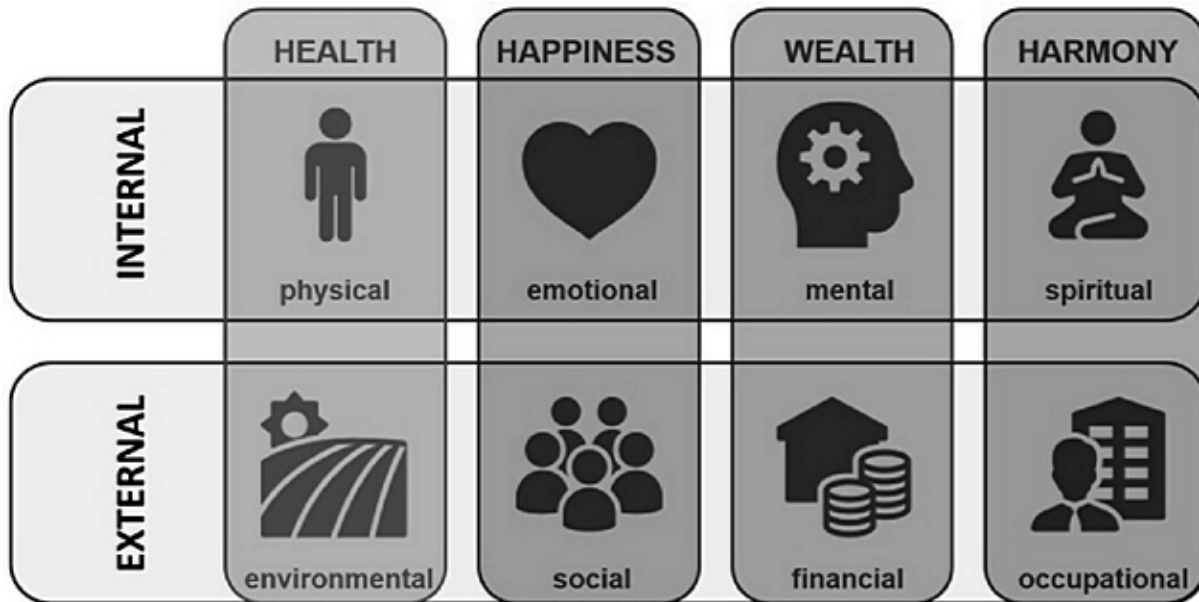 HEALTH HAPPINESS WEALTH HARMONY
INTERNAL
physical emotional mental spiritual
EXTERNAL
environmental social financial occupational